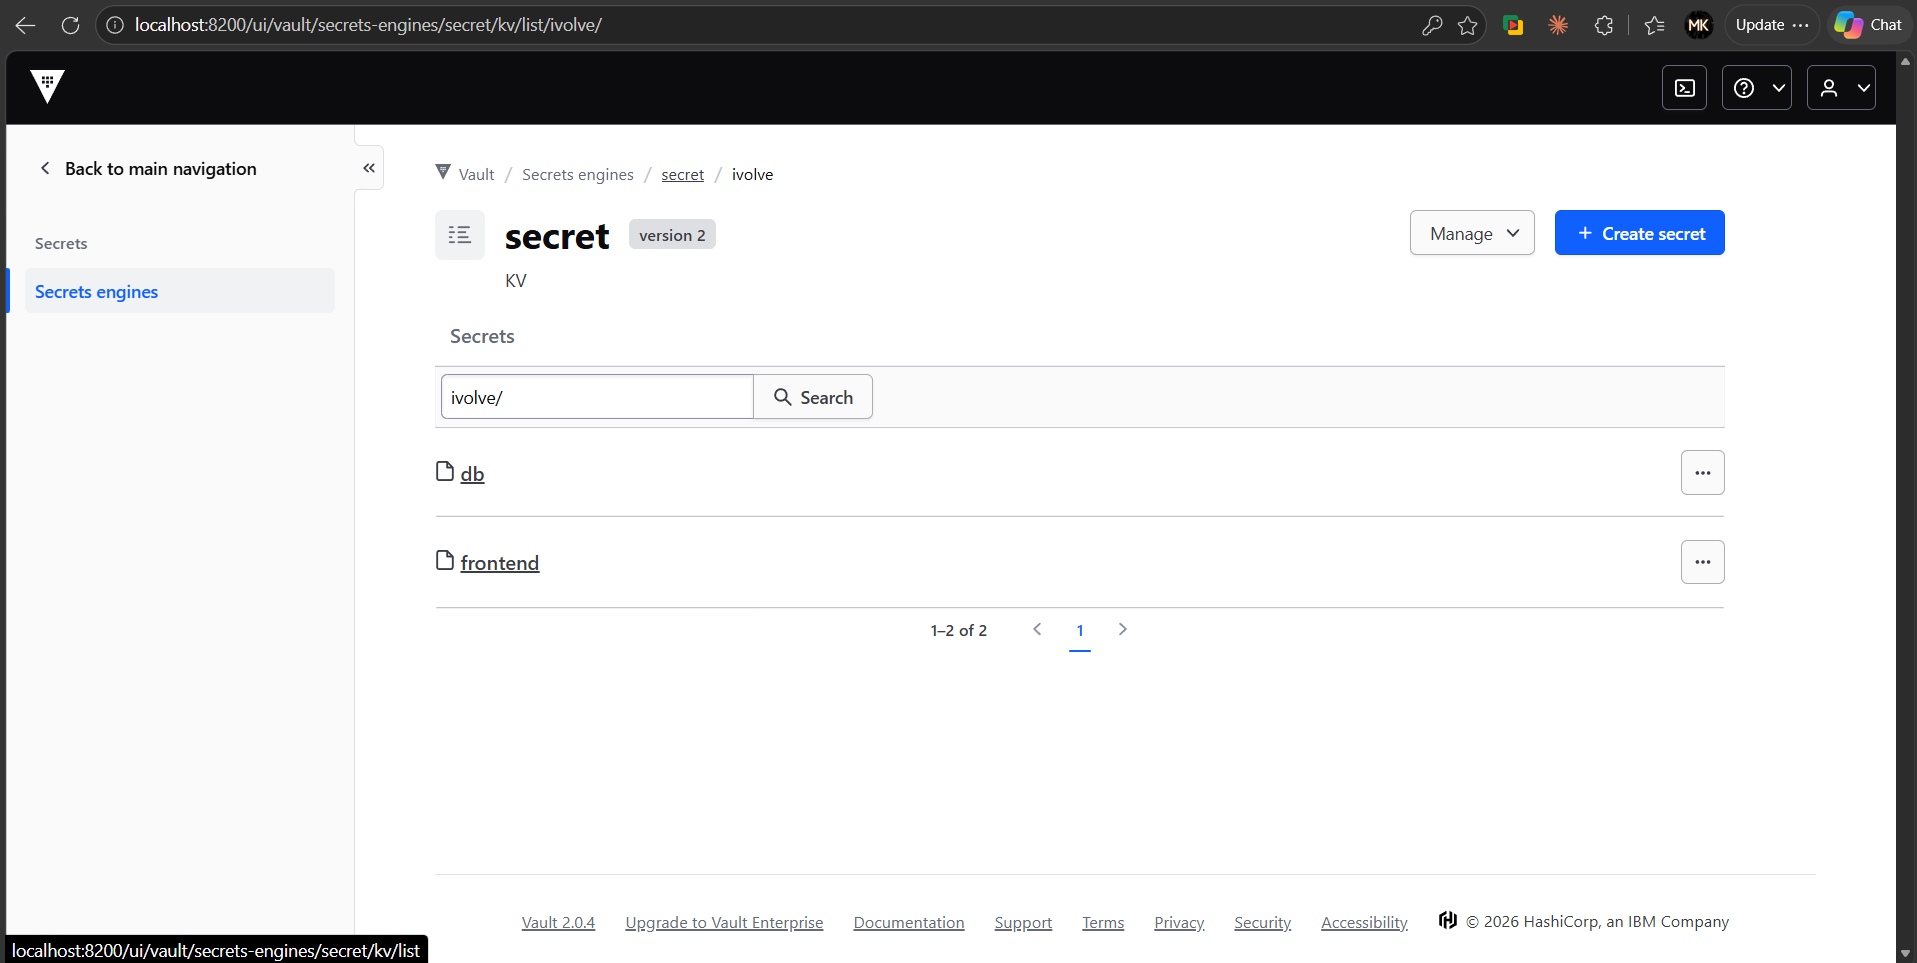 localhost:8200/ui/vault/secrets-engines/secret/kv/list/ivolve/
MK
Update
Chat
Back to main navigation
Secrets
Secrets engines
Vault / Secrets engines / secret / ivolve
secret version 2
KV
Manage
+ Create secret
Secrets
ivolve/
Search
db
frontend
1–2 of 2
1
Vault 2.0.4 Upgrade to Vault Enterprise Documentation Support Terms Privacy Security Accessibility © 2026 HashiCorp, an IBM Company
localhost:8200/ui/vault/secrets-engines/secret/kv/list